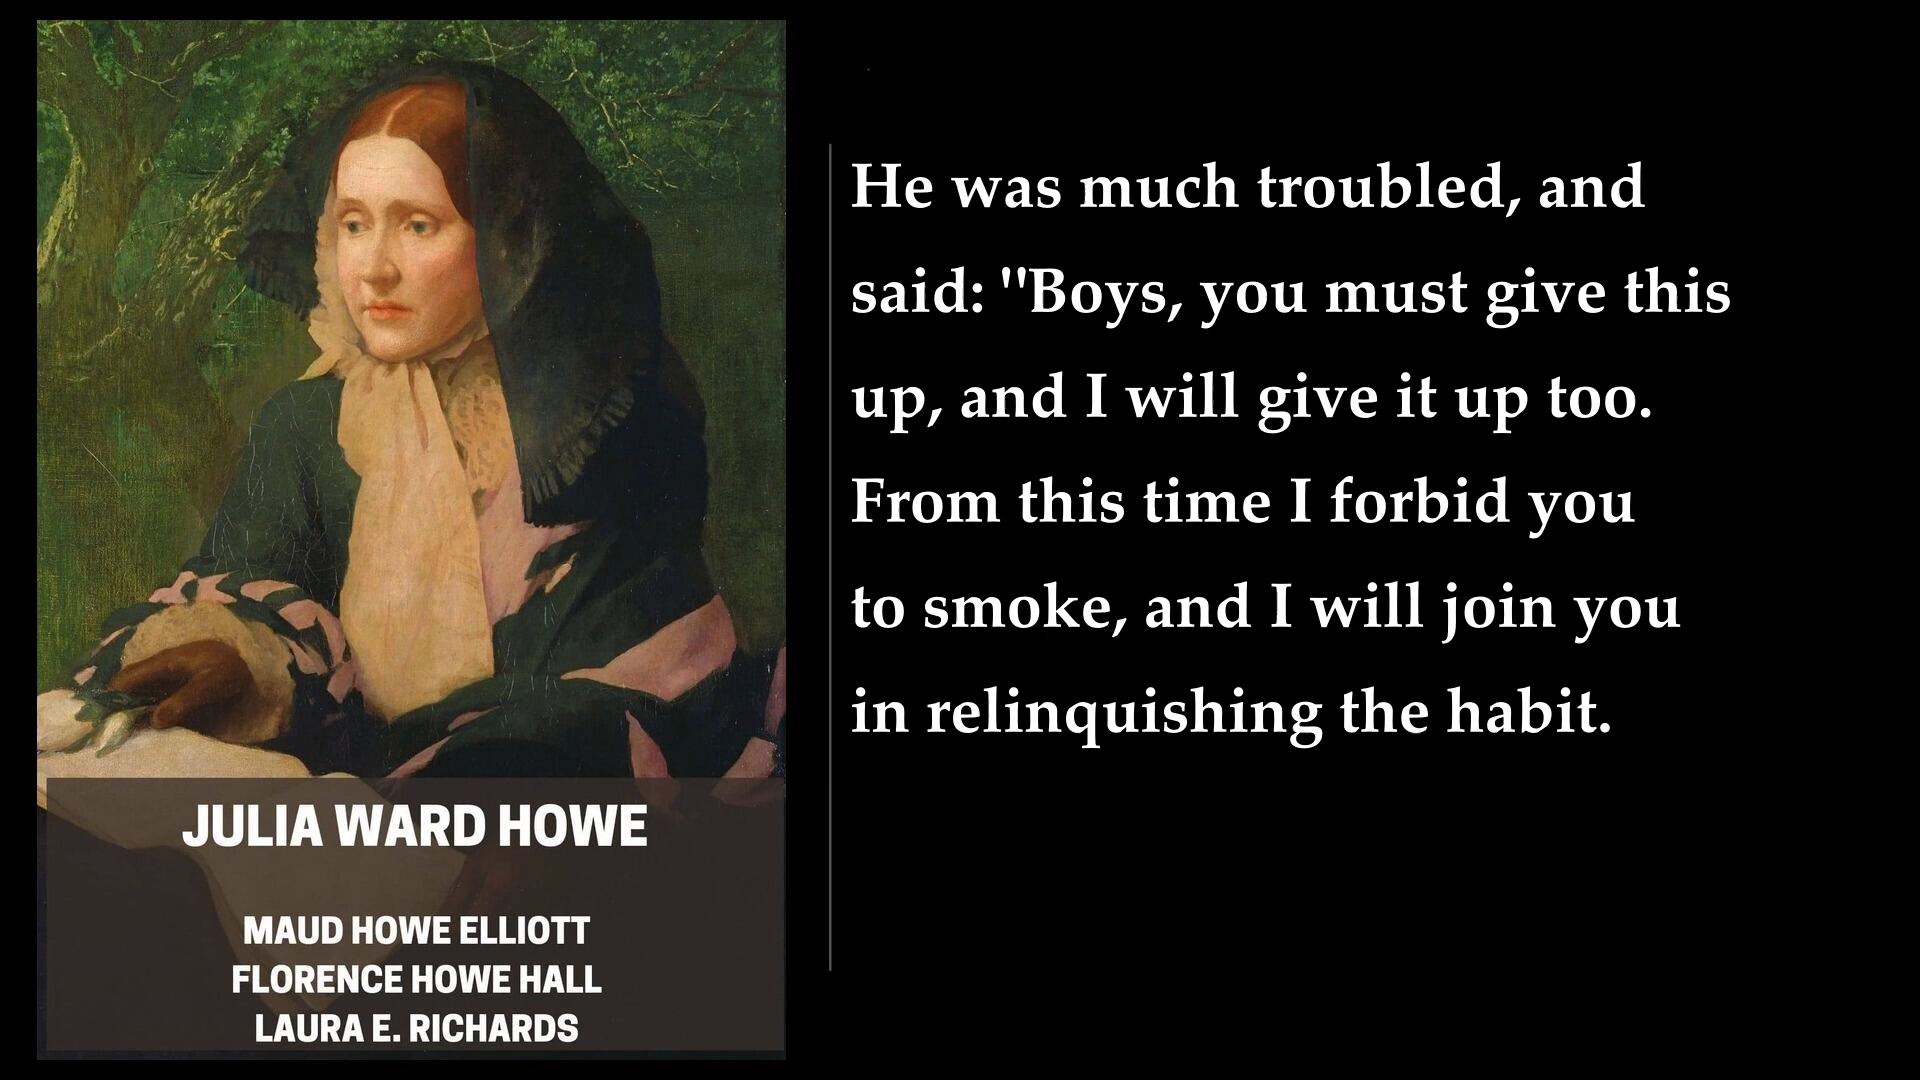 JULIA WARD HOWE
MAUD HOWE ELLIOTT
FLORENCE HOWE HALL
LAURA E. RICHARDS
He was much troubled, and
said: "Boys, you must give this
up, and I will give it up too.
From this time I forbid you
to smoke, and I will join you
in relinquishing the habit.